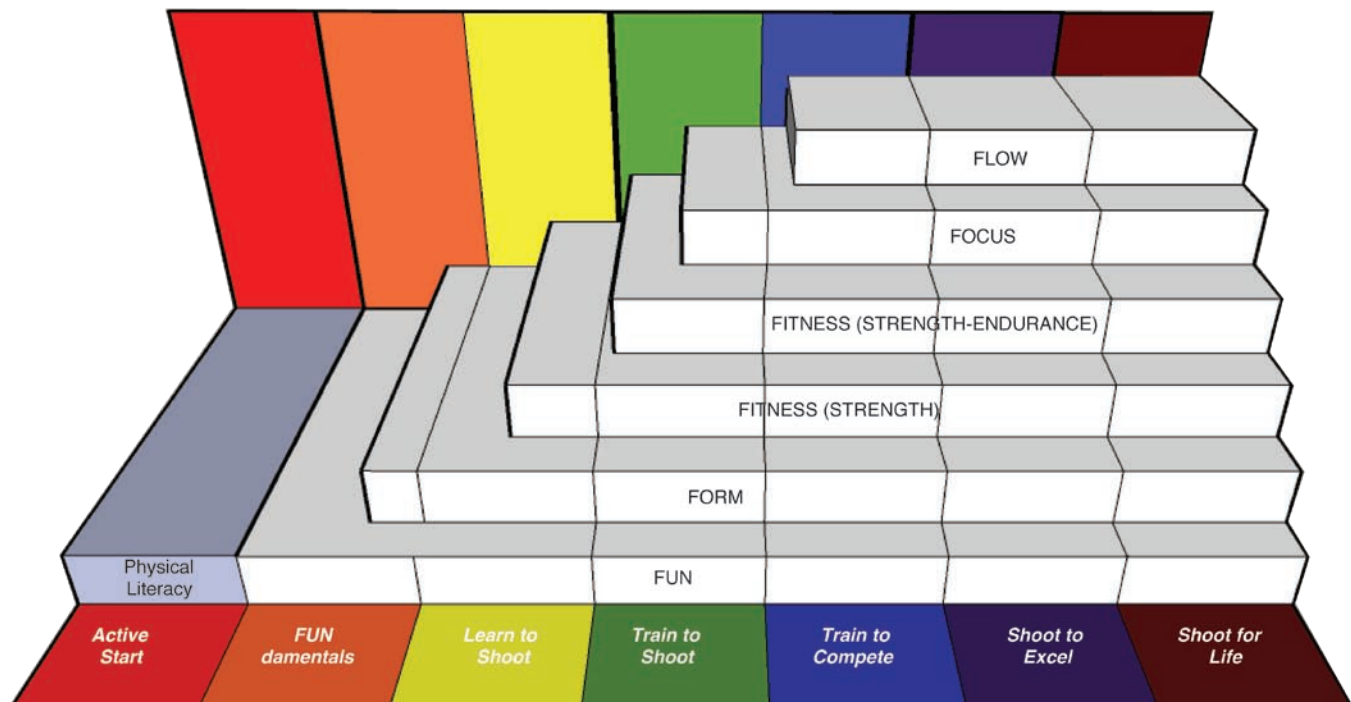 FLOW
FOCUS
FITNESS (STRENGTH-ENDURANCE)
FITNESS (STRENGTH)
FORM
Physical
Literacy
FUN
Active
Start
FUN
damentals
Learn to
Shoot
Train to
Shoot
Train to
Compete
Shoot to
Excel
Shoot for
Life